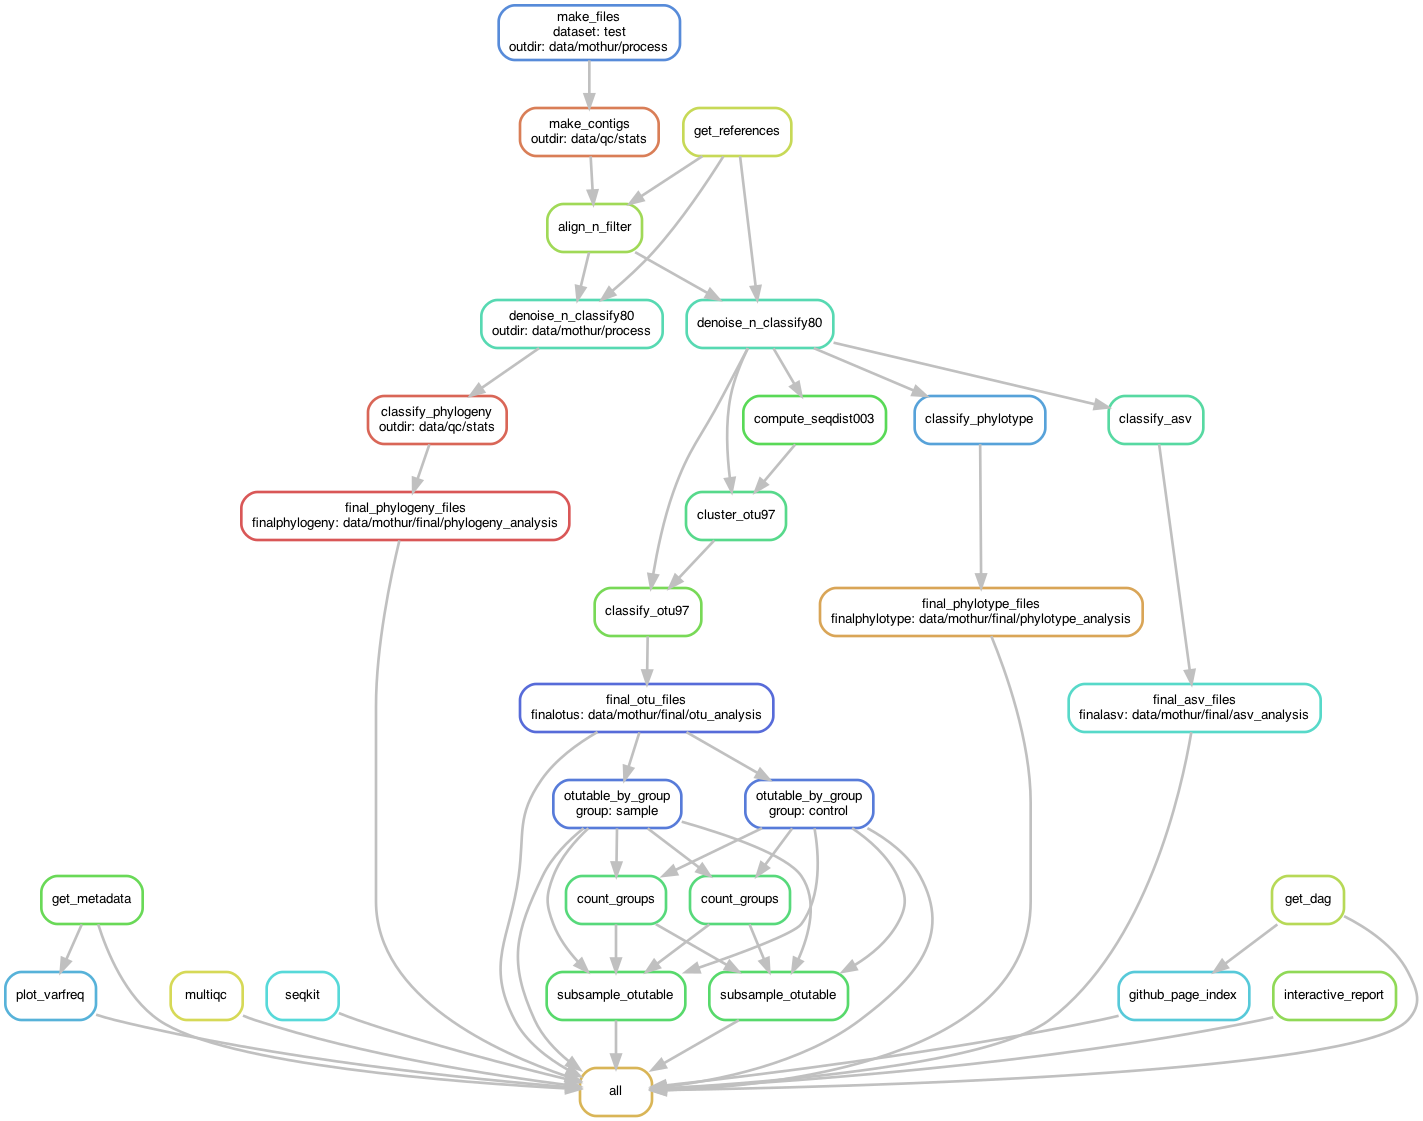 make_files
dataset: test
outdir: data/mothur/process
make_contigs
outdir: data/qc/stats
get_references
align_n_filter
denoise_n_classify80
outdir: data/mothur/process
denoise_n_classify80
classify_phylogeny
outdir: data/qc/stats
compute_seqdist003
classify_phylotype
classify_asv
final_phylogeny_files
finalphylogeny: data/mothur/final/phylogeny_analysis
cluster_otu97
classify_otu97
final_phylotype_files
finalphylotype: data/mothur/final/phylotype_analysis
final_otu_files
finalotus: data/mothur/final/otu_analysis
final_asv_files
finalasv: data/mothur/final/asv_analysis
otutable_by_group
group: sample
otutable_by_group
group: control
get_metadata
count_groups
count_groups
get_dag
plot_varfreq
multiqc
seqkit
subsample_otutable
subsample_otutable
github_page_index
interactive_report
all